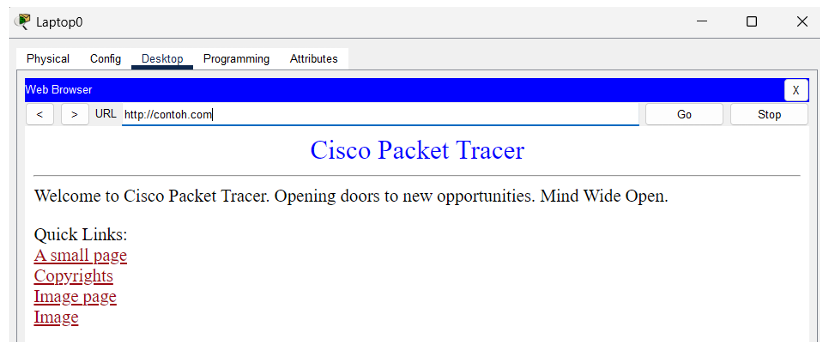 Laptop0
Physical Config Desktop Programming Attributes
Web Browser X
< > URL http://contoh.com Go Stop
Cisco Packet Tracer
Welcome to Cisco Packet Tracer. Opening doors to new opportunities. Mind Wide Open.
Quick Links:
A small page
Copyrights
Image page
Image